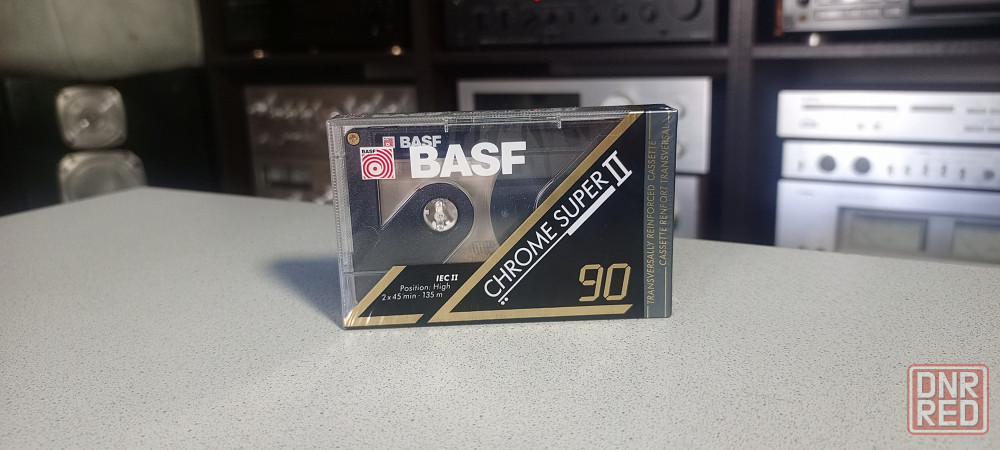 BASF
BASF
BASF
CHROME SUPER II
IEC II
Position: High
2 x 45 min - 135 m
90
TRANSVERSALLY REINFORCED CASSETTE
CASSETTE RENFORT TRANSVERSAL
DNR
RED